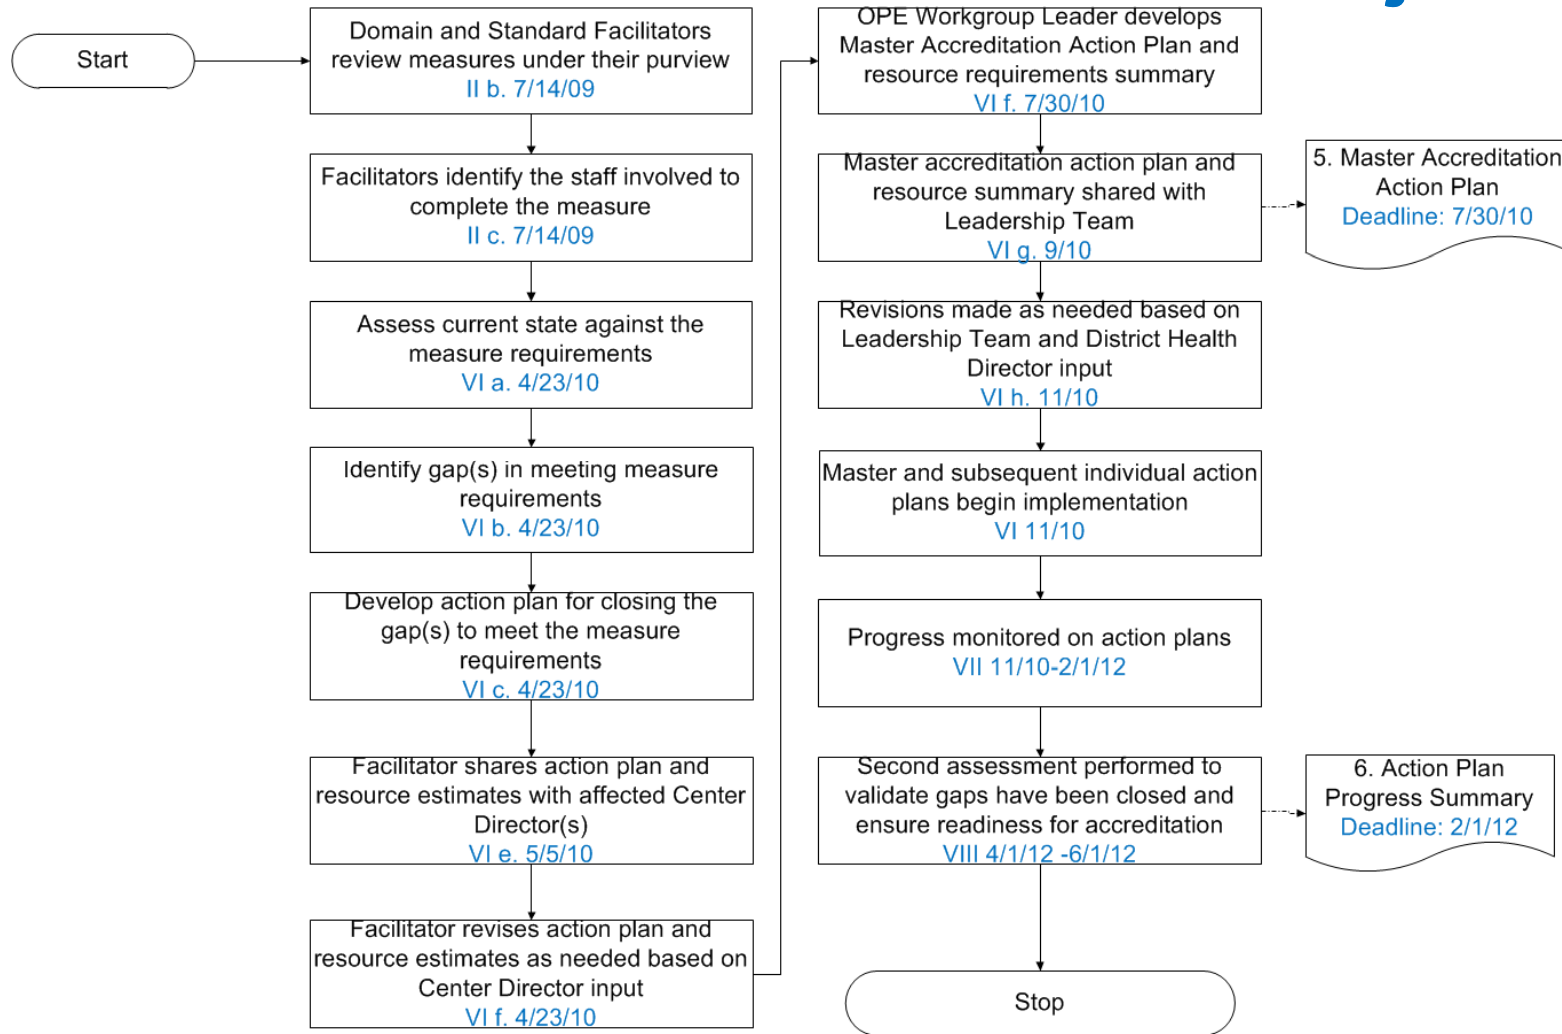 Start
Domain and Standard Facilitators
review measures under their purview
II b. 7/14/09
Facilitators identify the staff involved to
complete the measure
II c. 7/14/09
Assess current state against the
measure requirements
VI a. 4/23/10
Identify gap(s) in meeting measure
requirements
VI b. 4/23/10
Develop action plan for closing the
gap(s) to meet the measure
requirements
VI c. 4/23/10
Facilitator shares action plan and
resource estimates with affected Center
Director(s)
VI e. 5/5/10
Facilitator revises action plan and
resource estimates as needed based on
Center Director input
VI f. 4/23/10
OPE Workgroup Leader develops
Master Accreditation Action Plan and
resource requirements summary
VI f. 7/30/10
Master accreditation action plan and
resource summary shared with
Leadership Team
VI g. 9/10
5. Master Accreditation
Action Plan
Deadline: 7/30/10
Revisions made as needed based on
Leadership Team and District Health
Director input
VI h. 11/10
Master and subsequent individual action
plans begin implementation
VI 11/10
Progress monitored on action plans
VII 11/10-2/1/12
Second assessment performed to
validate gaps have been closed and
ensure readiness for accreditation
VIII 4/1/12 -6/1/12
6. Action Plan
Progress Summary
Deadline: 2/1/12
Stop